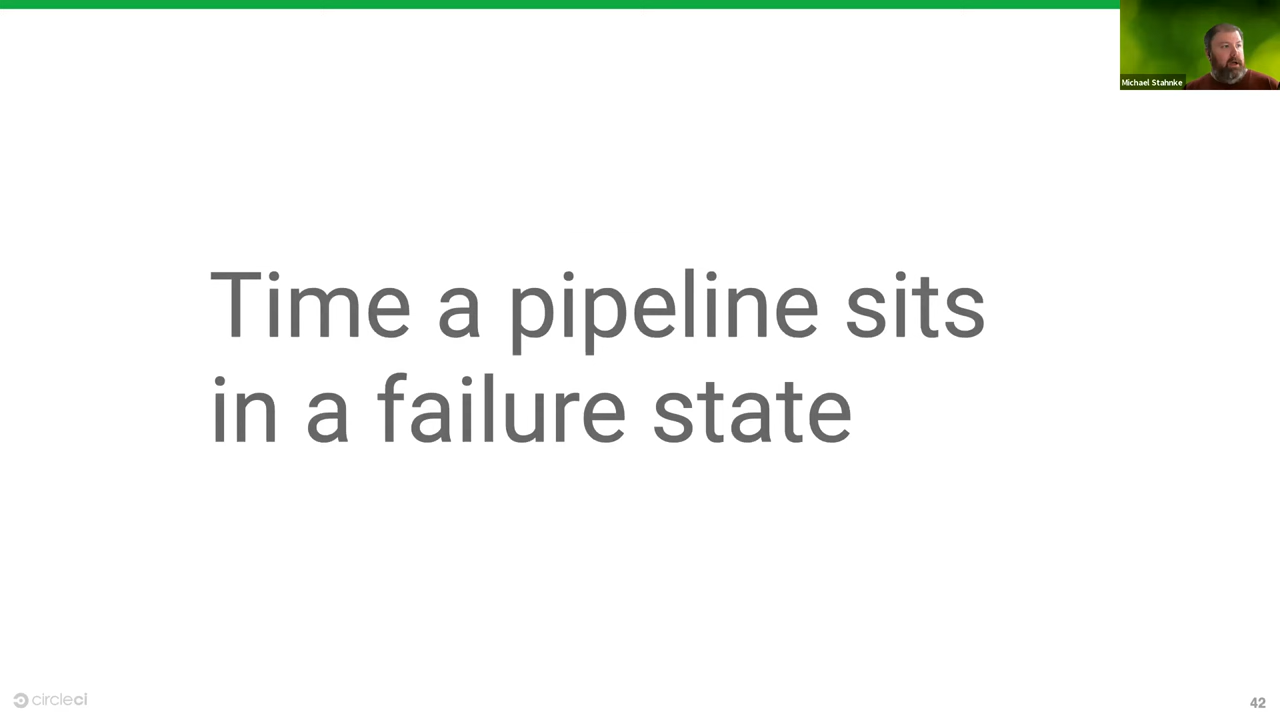 Michael Stahnke
Time a pipeline sits
in a failure state
circleci
42